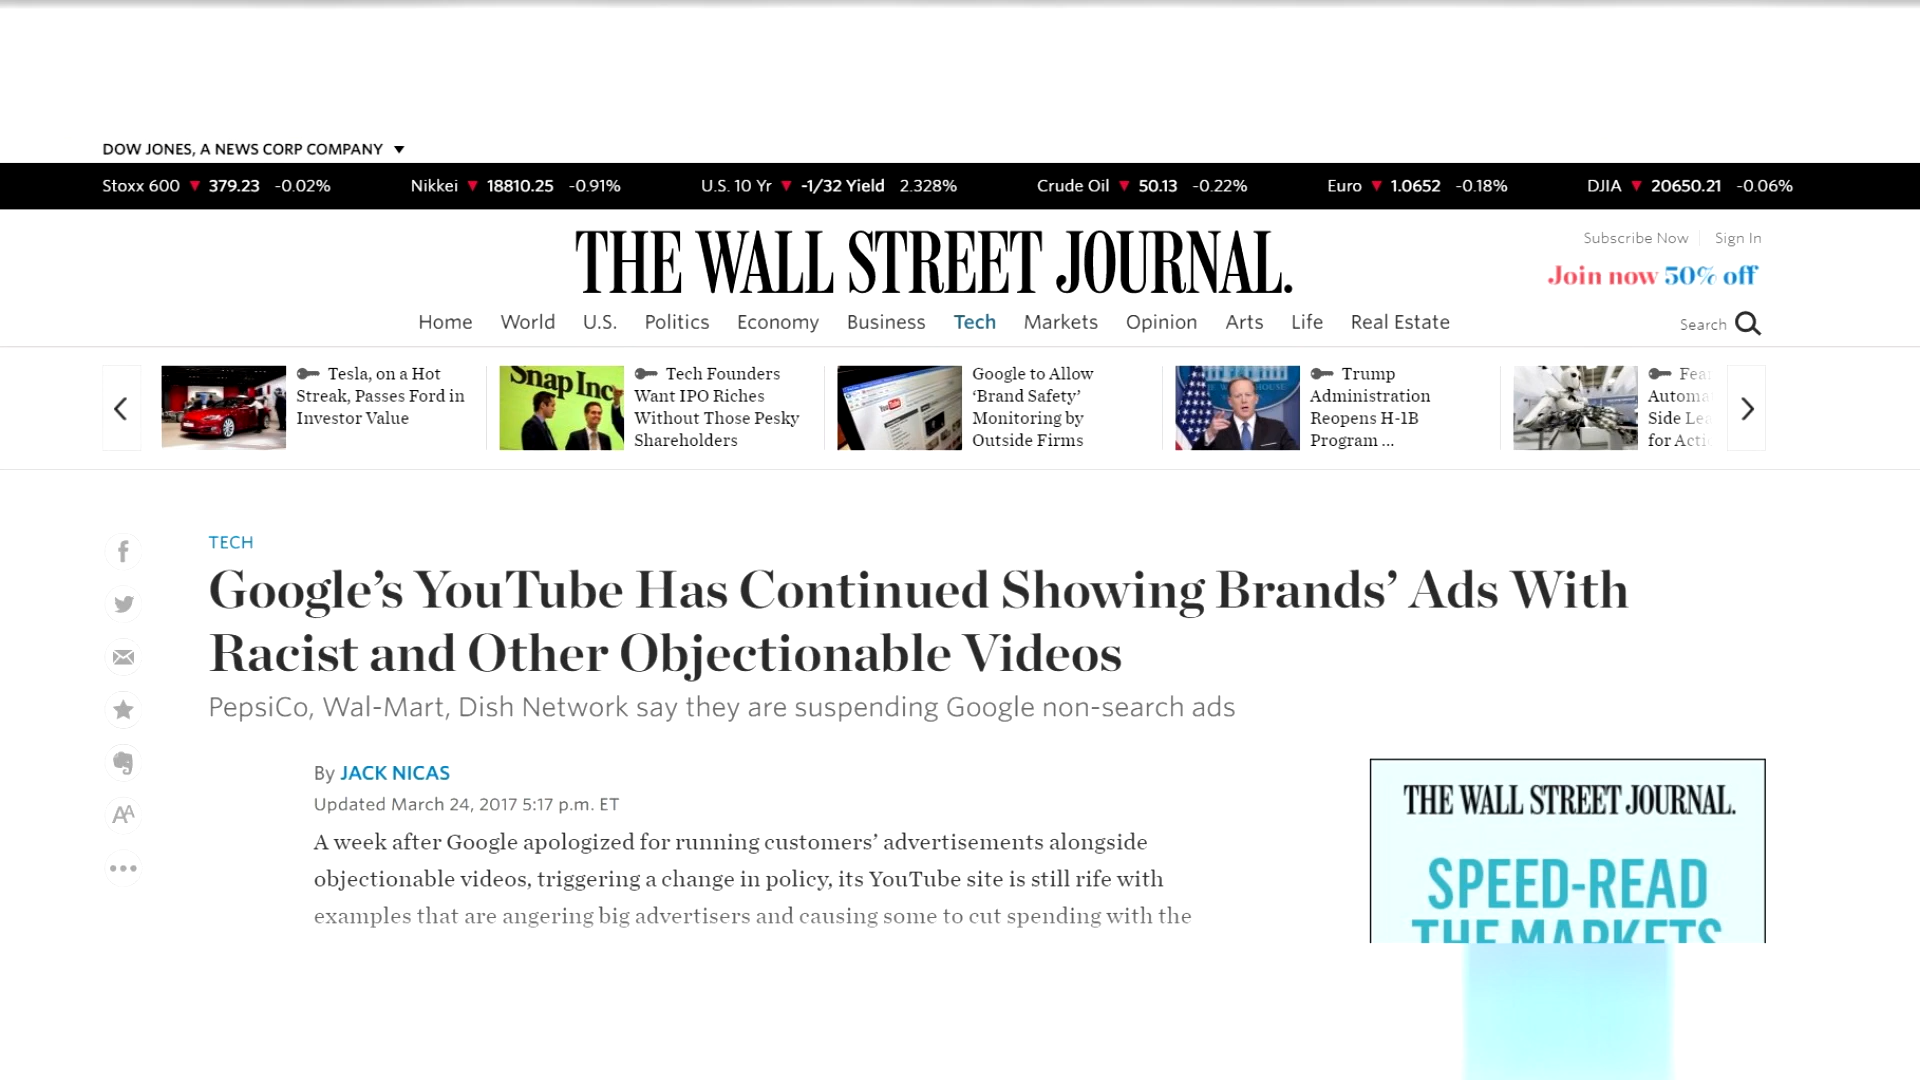 DOW JONES, A NEWS CORP COMPANY
Stoxx 600 ▼ 379.23 -0.02% Nikkei ▼ 18810.25 -0.91% U.S. 10 Yr ▼ -1/32 Yield 2.328% Crude Oil ▼ 50.13 -0.22% Euro ▼ 1.0652 -0.18% DJIA ▼ 20650.21 -0.06%
THE WALL STREET JOURNAL.
Subscribe Now Sign In
Join now 50% off
Home World U.S. Politics Economy Business Tech Markets Opinion Arts Life Real Estate
Search
Tesla, on a Hot
Streak, Passes Ford in
Investor Value
Snap Inc
Tech Founders
Want IPO Riches
Without Those Pesky
Shareholders
Google to Allow
‘Brand Safety’
Monitoring by
Outside Firms
Trump
Administration
Reopens H-1B
Program ...
Fea
Automa
Side Lea
for Acti
TECH
Google’s YouTube Has Continued Showing Brands’ Ads With
Racist and Other Objectionable Videos
PepsiCo, Wal-Mart, Dish Network say they are suspending Google non-search ads
By JACK NICAS
Updated March 24, 2017 5:17 p.m. ET
A week after Google apologized for running customers’ advertisements alongside
objectionable videos, triggering a change in policy, its YouTube site is still rife with
examples that are angering big advertisers and causing some to cut spending with the
AA
THE WALL STREET JOURNAL.
SPEED-READ
THE MARKETS